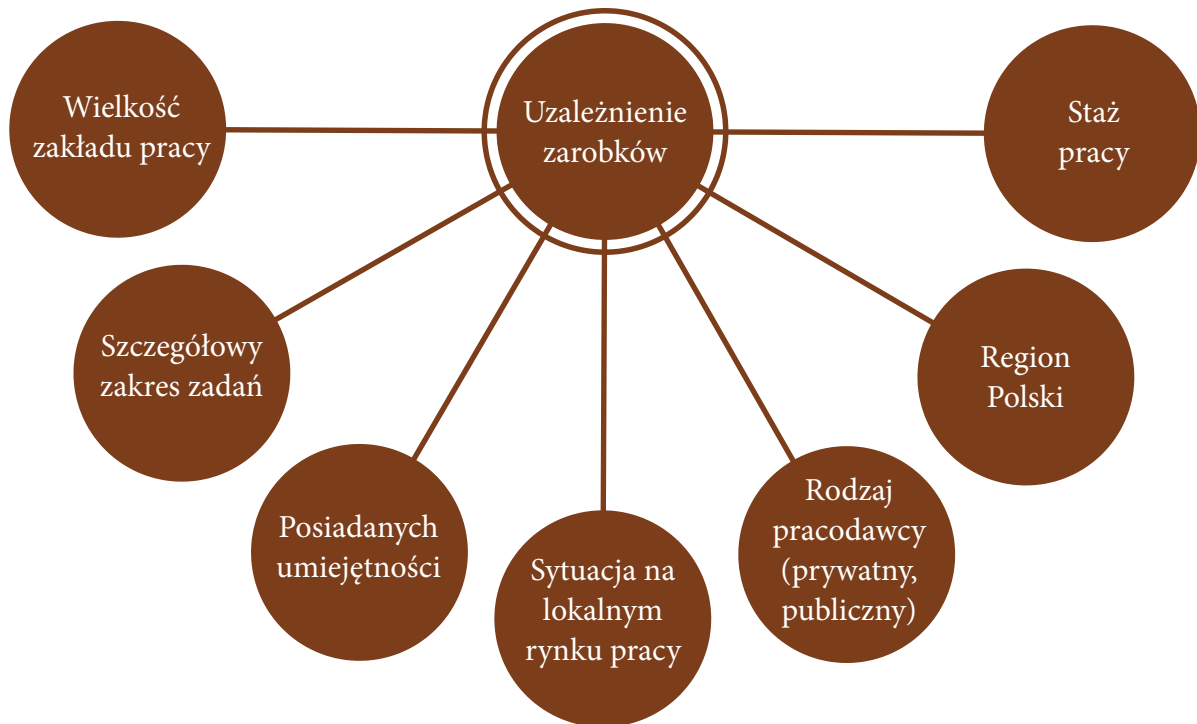 Uzależnienie
zarobków
Wielkość
zakładu pracy
Szczegółowy
zakres zadań
Posiadanych
umiejętności
Sytuacja na
lokalnym
rynku pracy
Rodzaj
pracodawcy
(prywatny,
publiczny)
Region
Polski
Staż
pracy